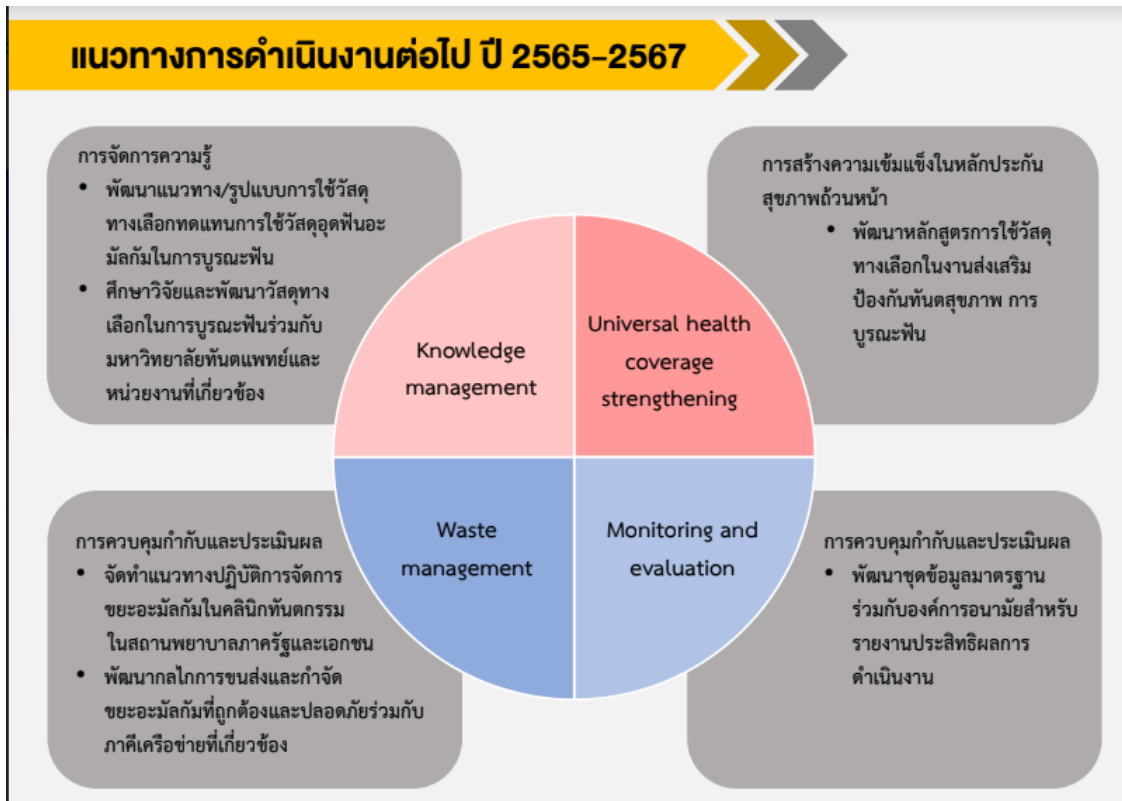 แนวทางการดำเนินงานต่อไป ปี 2565-2567
การจัดการความรู้
• พัฒนาแนวทาง/รูปแบบการใช้วัสดุ
ทางเลือกทดแทนการใช้วัสดุอุดฟันอะ
มัลกัมในการบูรณะฟัน
• ศึกษาวิจัยและพัฒนาวัสดุทาง
เลือกในการบูรณะฟันร่วมกับ
มหาวิทยาลัยทันตแพทย์และ
หน่วยงานที่เกี่ยวข้อง
การสร้างความเข้มแข็งในหลักประกัน
สุขภาพถ้วนหน้า
• พัฒนาหลักสูตรการใช้วัสดุ
ทางเลือกในงานส่งเสริม
ป้องกันทันตสุขภาพ การ
บูรณะฟัน
Knowledge
management
Universal health
coverage
strengthening
Waste
management
Monitoring and
evaluation
การควบคุมกำกับและประเมินผล
• จัดทำแนวทางปฏิบัติการจัดการ
ขยะอะมัลกัมในคลินิกทันตกรรม
ในสถานพยาบาลภาครัฐและเอกชน
• พัฒนากลไกการขนส่งและกำจัด
ขยะอะมัลกัมที่ถูกต้องและปลอดภัยร่วมกับ
ภาคีเครือข่ายที่เกี่ยวข้อง
การควบคุมกำกับและประเมินผล
• พัฒนาชุดข้อมูลมาตรฐาน
ร่วมกับองค์การอนามัยสำหรับ
รายงานประสิทธิผลการ
ดำเนินงาน